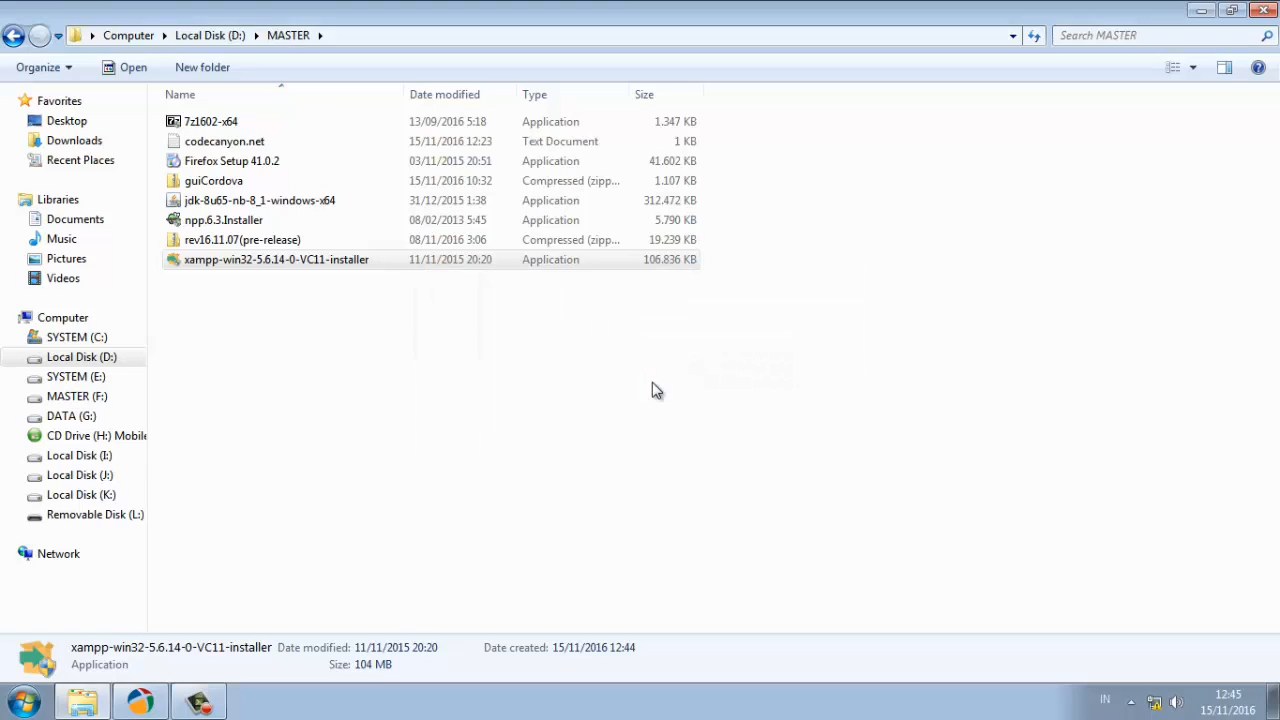 Computer Local Disk (D:) MASTER
Search MASTER
Organize Open New folder
Name Date modified Type Size
7z1602-x64 13/09/2016 5:18 Application 1.347 KB
codecanyon.net 15/11/2016 12:23 Text Document 1 KB
Firefox Setup 41.0.2 03/11/2015 20:51 Application 41.602 KB
guiCordova 15/11/2016 10:32 Compressed (zipp... 1.107 KB
jdk-8u65-nb-8_1-windows-x64 31/12/2015 1:38 Application 312.472 KB
npp.6.3.Installer 08/02/2013 5:45 Application 5.790 KB
rev16.11.07(pre-release) 08/11/2016 3:06 Compressed (zipp... 19.239 KB
xampp-win32-5.6.14-0-VC11-installer 11/11/2015 20:20 Application 106.836 KB
Favorites
Desktop
Downloads
Recent Places
Libraries
Documents
Music
Pictures
Videos
Computer
SYSTEM (C:)
Local Disk (D:)
SYSTEM (E:)
MASTER (F:)
DATA (G:)
CD Drive (H:) Mobile
Local Disk (I:)
Local Disk (J:)
Local Disk (K:)
Removable Disk (L:)
Network
xampp-win32-5.6.14-0-VC11-installer Date modified: 11/11/2015 20:20 Date created: 15/11/2016 12:44
Application Size: 104 MB
IN 12:45
15/11/2016